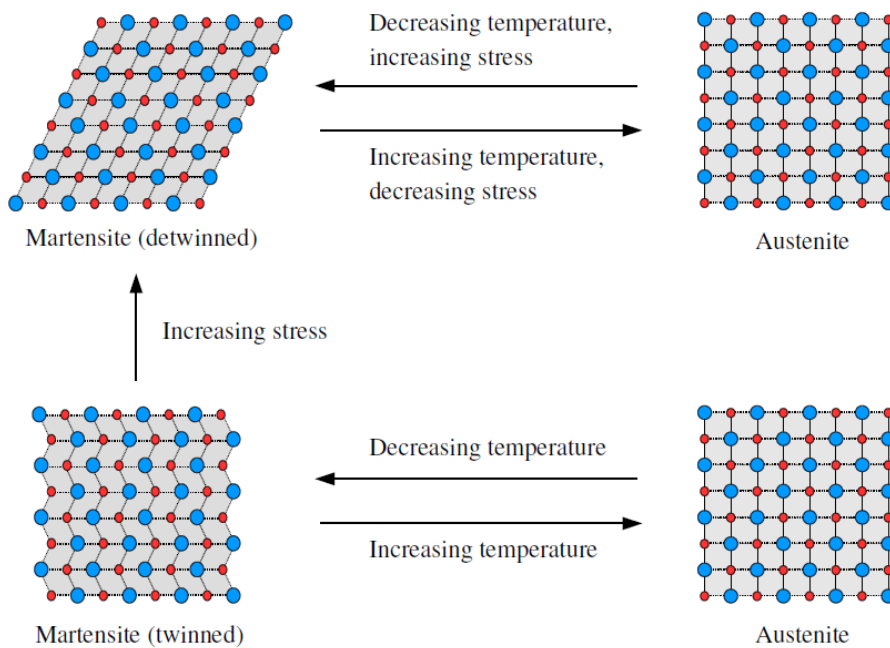 Decreasing temperature,
increasing stress
Increasing temperature,
decreasing stress
Martensite (detwinned)
Austenite
Increasing stress
Decreasing temperature
Increasing temperature
Martensite (twinned)
Austenite